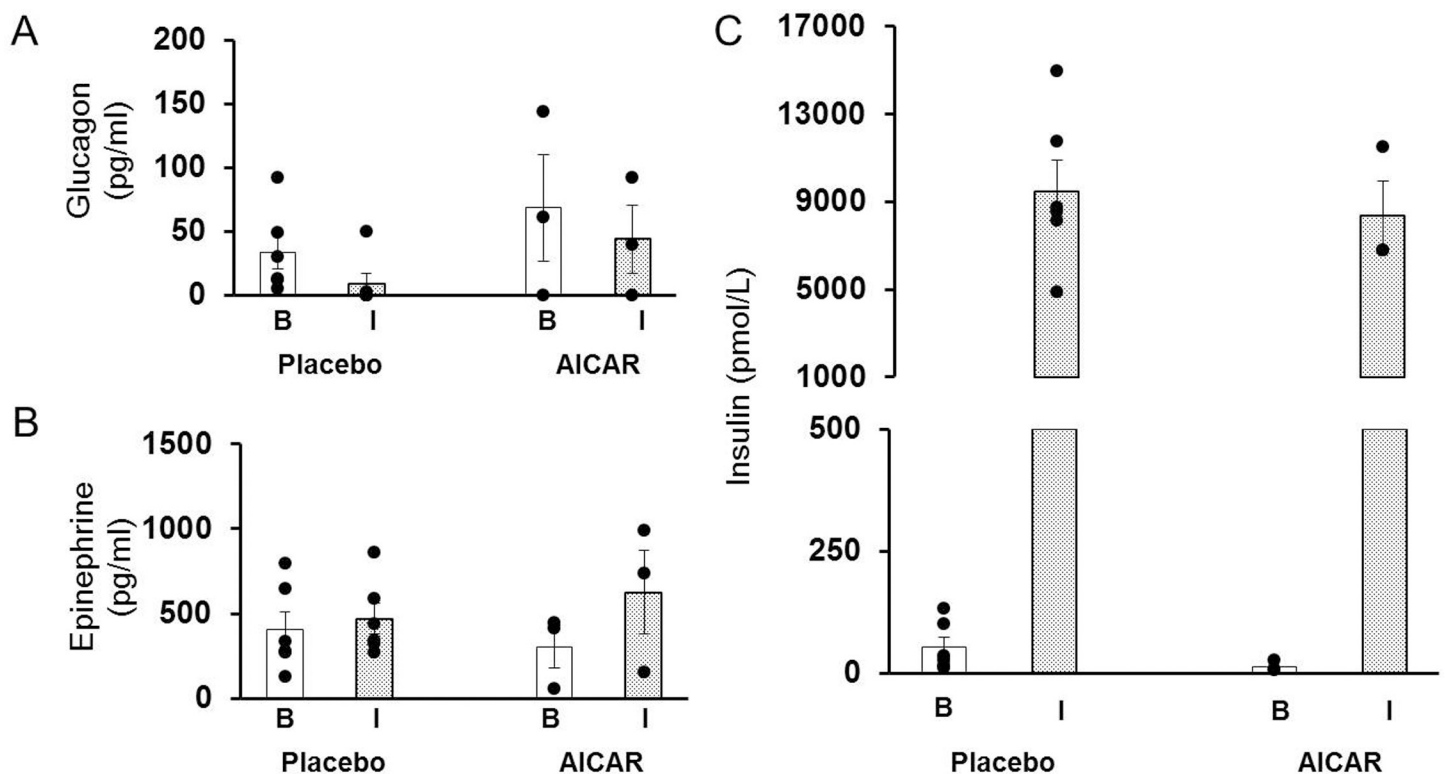 A
Glucagon
(pg/ml)
200
150
100
50
0
B I B I
Placebo AICAR
B
Epinephrine
(pg/ml)
1500
1000
500
0
B I B I
Placebo AICAR
C
Insulin (pmol/L)
17000
13000
9000
5000
1000
500
250
0
B I B I
Placebo AICAR